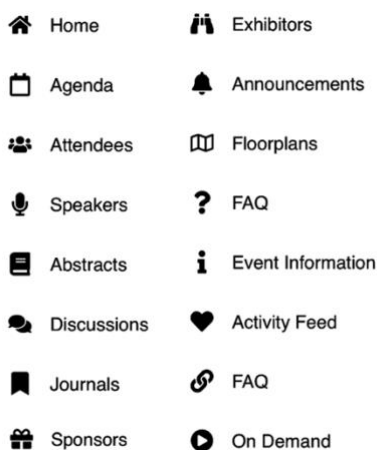 Home
Agenda
Attendees
Speakers
Abstracts
Discussions
Journals
Sponsors
Exhibitors
Announcements
Floorplans
FAQ
Event Information
Activity Feed
FAQ
On Demand